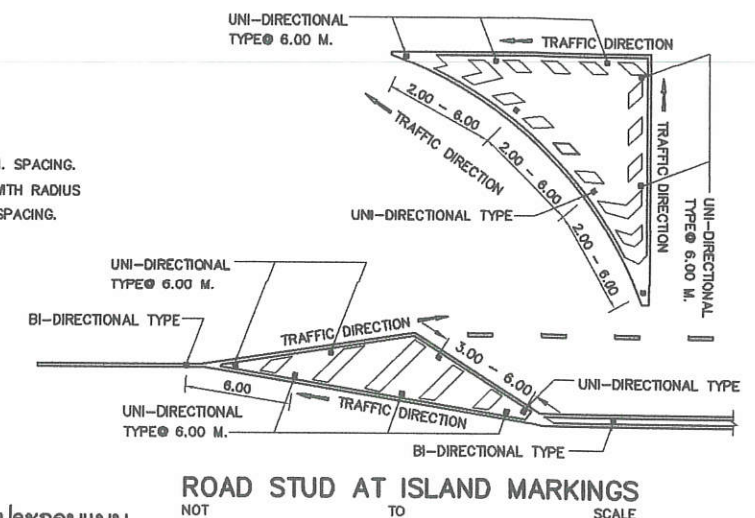 UNI-DIRECTIONAL
TYPE@ 6.00 M.
TRAFFIC DIRECTION
2.00 - 6.00
TRAFFIC DIRECTION
TRAFFIC DIRECTION
. SPACING.
RADIUS
SPACING.
2.00 - 6.00
UNI-DIRECTIONAL TYPE
UNI-DIRECTIONAL
TYPE@ 6.00 M.
2.00 - 6.00
UNI-DIRECTIONAL
TYPE@ 6.00 M.
BI-DIRECTIONAL TYPE
TRAFFIC DIRECTION
3.00 - 6.00
6.00
UNI-DIRECTIONAL TYPE
UNI-DIRECTIONAL
TYPE@ 6.00 M.
TRAFFIC DIRECTION
BI-DIRECTIONAL TYPE
ROAD STUD AT ISLAND MARKINGS
NOT TO SCALE